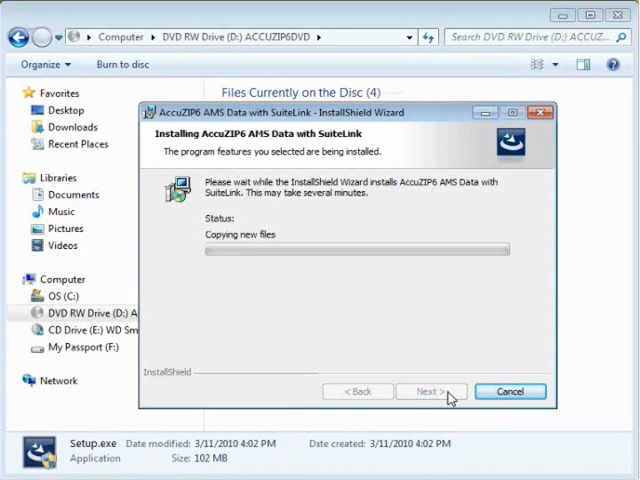 Computer DVD RW Drive (D:) ACCUZIP6DVD Search DVD RW Drive (D:) ACCUZ...
Organize Burn to disc
Favorites
Desktop
Downloads
Recent Places
Libraries
Documents
Music
Pictures
Videos
Computer
OS (C:)
DVD RW Drive (D:) A
CD Drive (E:) WD Sm
My Passport (F:)
Network
Files Currently on the Disc (4)
AccuZIP6 AMS Data with SuiteLink - InstallShield Wizard
Installing AccuZIP6 AMS Data with SuiteLink
The program features you selected are being installed.
Please wait while the InstallShield Wizard installs AccuZIP6 AMS Data with
SuiteLink. This may take several minutes.
Status:
Copying new files
InstallShield
< Back Next > Cancel
Setup.exe Date modified: 3/11/2010 4:02 PM Date created: 3/11/2010 4:02 PM
Application Size: 102 MB